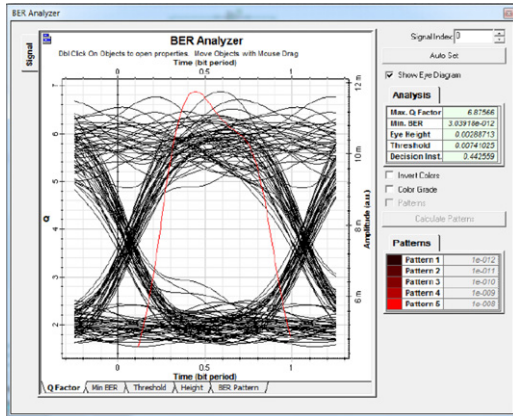 BER Analyzer
Signal
BER Analyzer
Dbl Click On Objects to open properties. Move Objects with Mouse Drag
Time (bit period)
0 0.5 1
7
6
5
4
3
2
Q
12 m
10 m
8 m
6 m
Amplitude (a.u.)
0 0.5 1
Time (bit period)
Q Factor Min BER Threshold Height BER Pattern
Signal Index: 0
Auto Set
Show Eye Diagram
Analysis
Max. Q Factor 6.87566
Min. BER 3.03916e-012
Eye Height 0.00288713
Threshold 0.00741025
Decision Inst. 0.442559
Invert Colors
Color Grade
Patterns
Calculate Patterns
Patterns
Pattern 1 1e-012
Pattern 2 1e-011
Pattern 3 1e-010
Pattern 4 1e-009
Pattern 5 1e-008